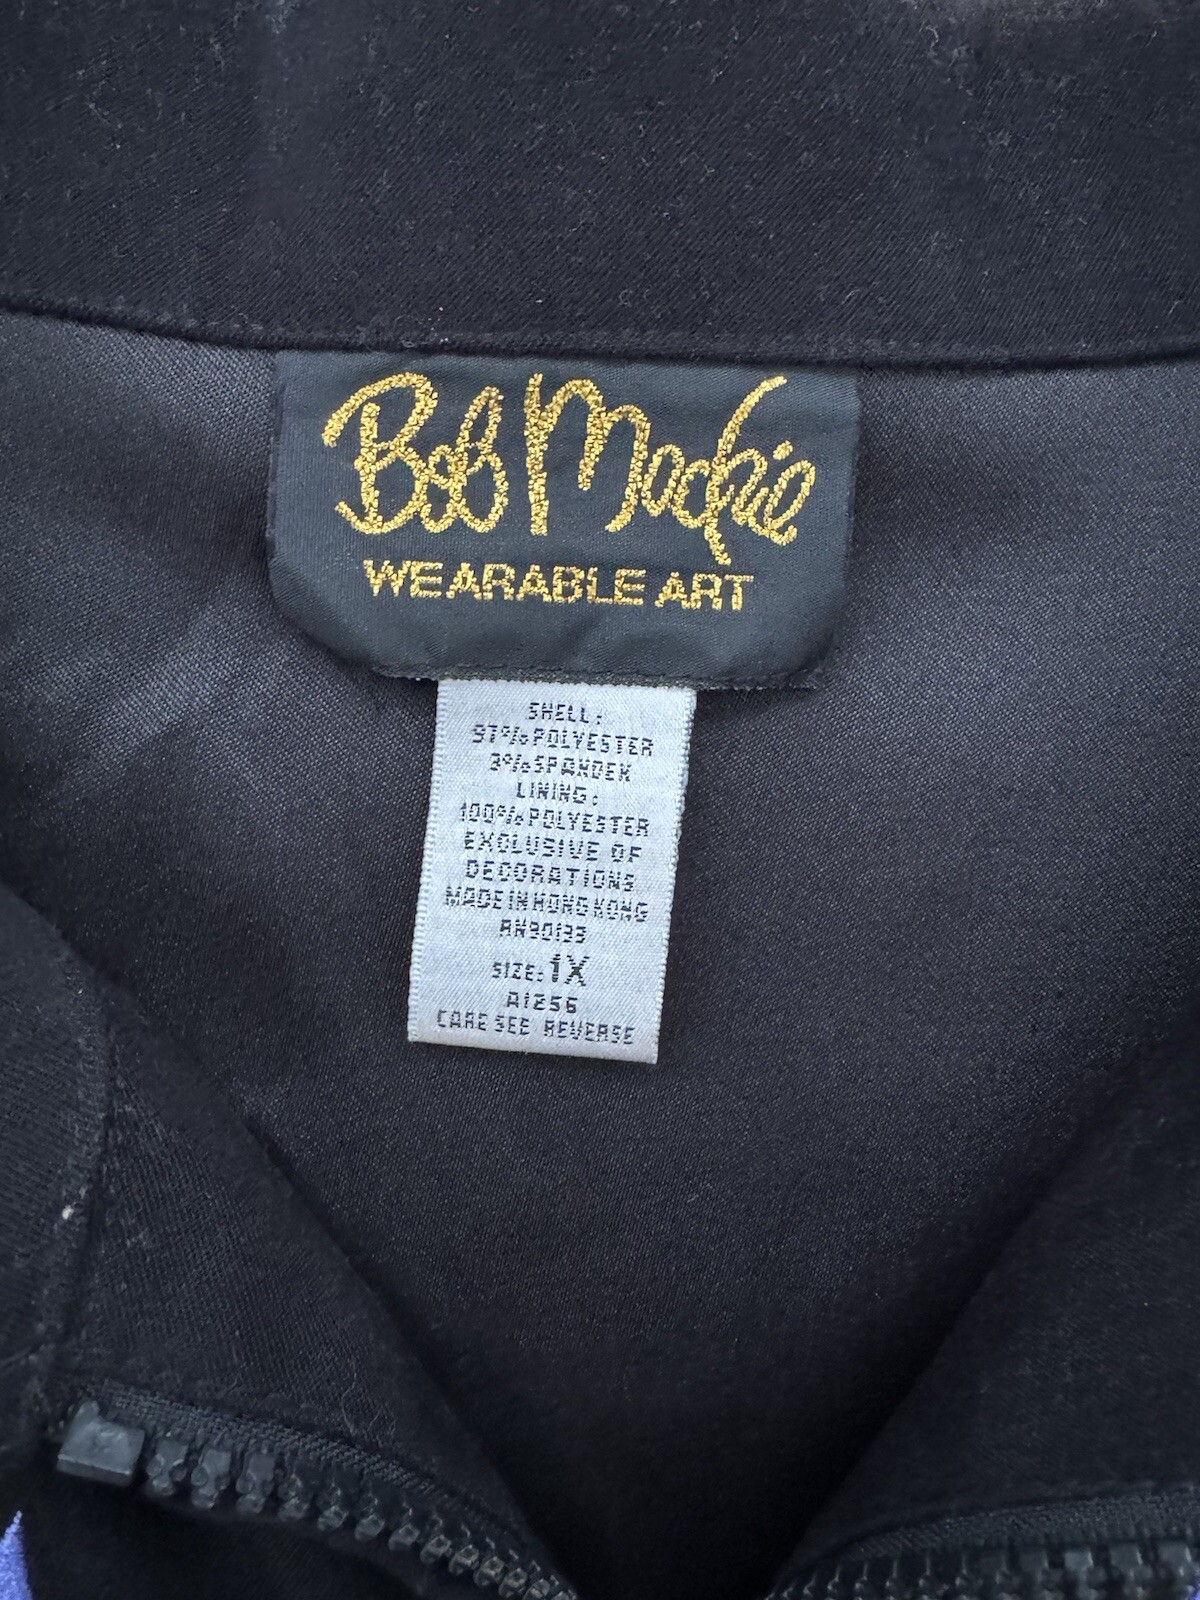 Bob Mackie
WEARABLE ART
SHELL:
97% POLYESTER
3% SPANDEX
LINING:
100% POLYESTER
EXCLUSIVE OF
DECORATIONS
MADE IN HONG KONG
RN90193
SIZE: 1X
A1256
CARE SEE REVERSE